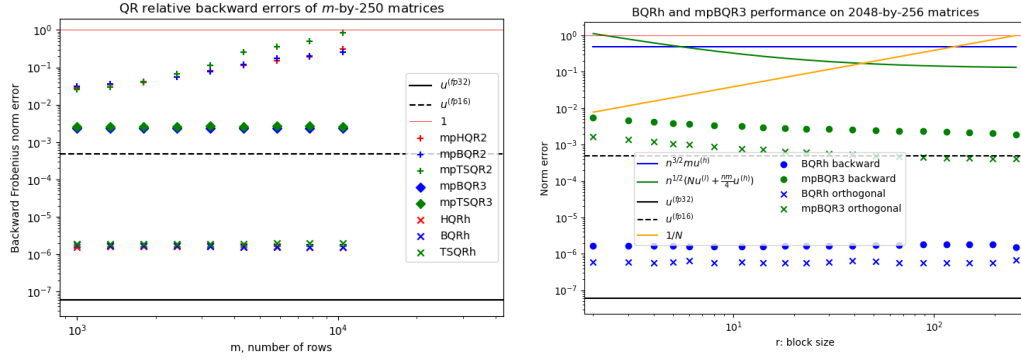 QR relative backward errors of m-by-250 matrices
10^0
10^{-1}
10^{-2}
10^{-3}
10^{-4}
10^{-5}
10^{-6}
10^{-7}
Backward Frobenius norm error
u^{(fp32)}
u^{(fp16)}
1
mpHQR2
mpBQR2
mpTSQR2
mpBQR3
mpTSQR3
HQRh
BQRh
TSQRh
10^3
10^4
m, number of rows
BQRh and mpBQR3 performance on 2048-by-256 matrices
10^0
10^{-1}
10^{-2}
10^{-3}
10^{-4}
10^{-5}
10^{-6}
10^{-7}
Norm error
n^{3/2}mu^{(h)}
n^{1/2}(Nu^{(l)} + \frac{nm}{4}u^{(h)})
u^{(fp32)}
u^{(fp16)}
1/N
BQRh backward
mpBQR3 backward
BQRh orthogonal
mpBQR3 orthogonal
10^1
10^2
r: block size